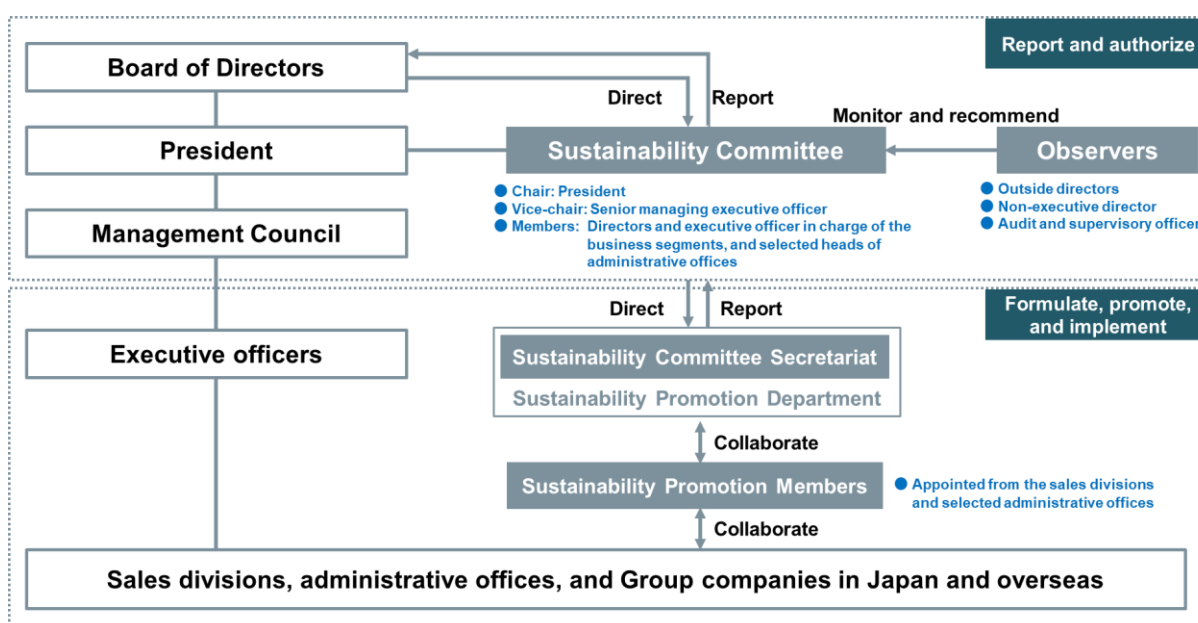 Report and authorize
Board of Directors
Direct
Report
Monitor and recommend
President
Sustainability Committee
Observers
● Chair: President
● Vice-chair: Senior managing executive officer
● Members: Directors and executive officer in charge of the
business segments, and selected heads of
administrative offices
● Outside directors
● Non-executive director
● Audit and supervisory officer
Management Council
Formulate, promote,
and implement
Direct
Report
Executive officers
Sustainability Committee Secretariat
Sustainability Promotion Department
Collaborate
Sustainability Promotion Members
● Appointed from the sales divisions
and selected administrative offices
Collaborate
Sales divisions, administrative offices, and Group companies in Japan and overseas